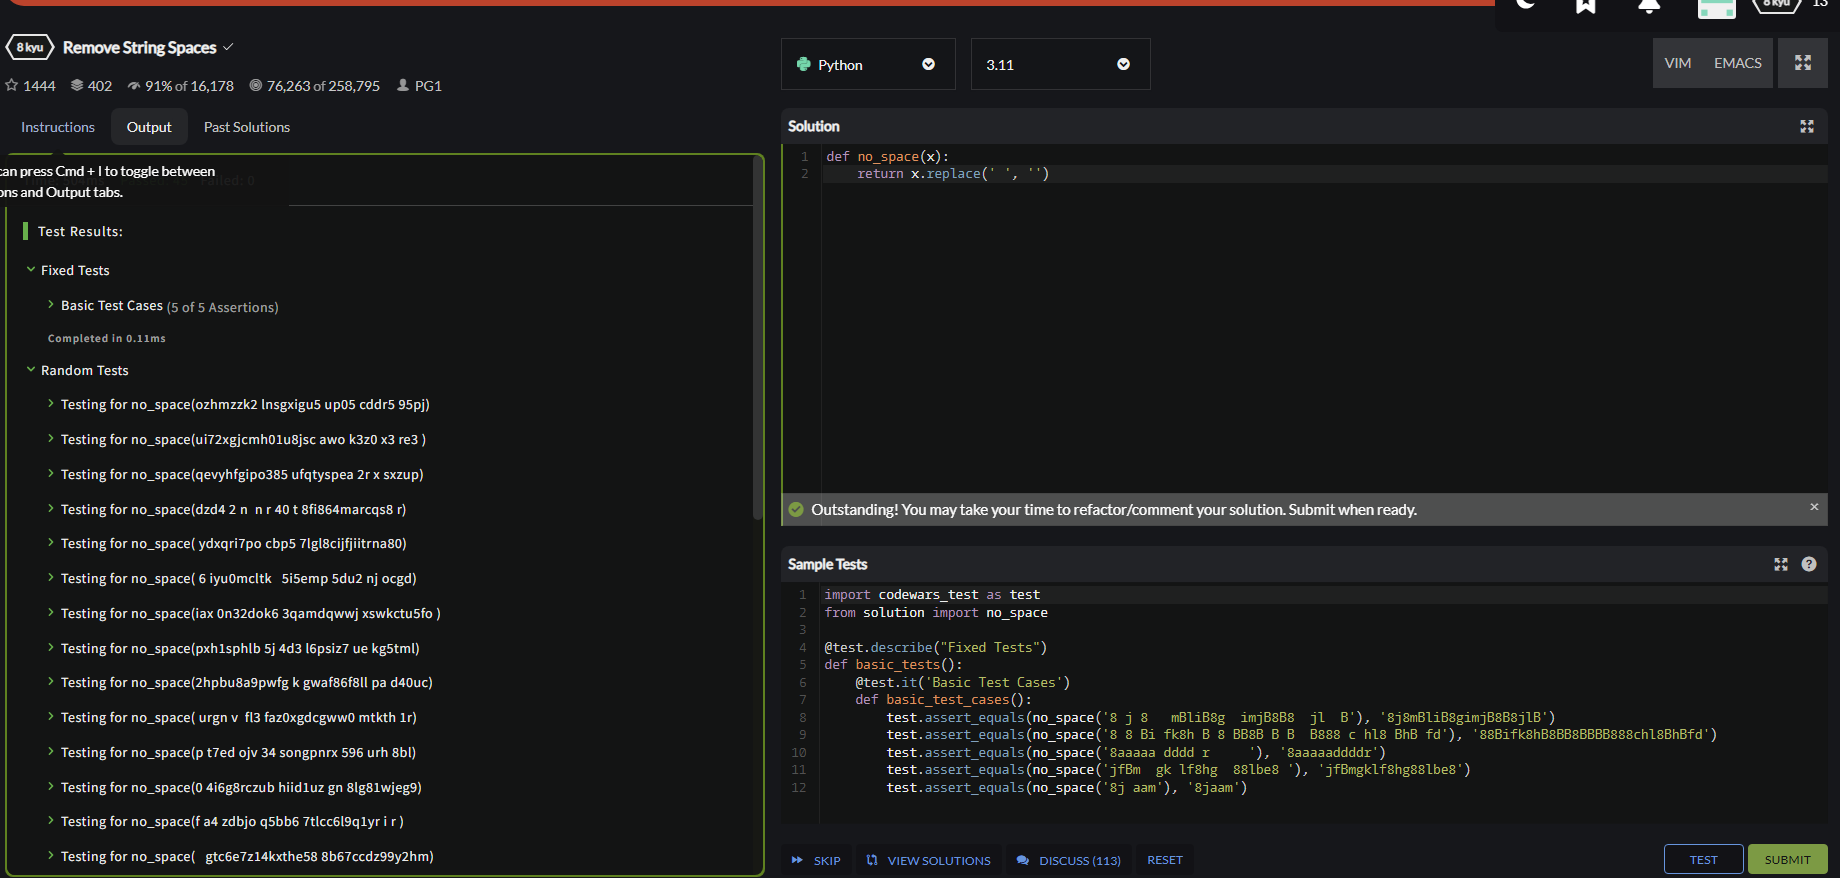 8 kyu Remove String Spaces
1444 402 91% of 16,178 76,263 of 258,795 PG1
Instructions Output Past Solutions
can press Cmd + I to toggle between
ons and Output tabs.
Test Results:
Fixed Tests
Basic Test Cases (5 of 5 Assertions)
Completed in 0.11ms
Random Tests
Testing for no_space(ozhmzzk2 lnsgxigu5 up05 cddr5 95pj)
Testing for no_space(ui72xgjcmh01u8jsc awo k3z0 x3 re3 )
Testing for no_space(qevyhfgipo385 ufqtyspea 2r x sxzup)
Testing for no_space(dzd4 2 n  n r 40 t 8fi864marcqs8 r)
Testing for no_space( ydxqri7po cbp5 7lgl8cijfjiitrna80)
Testing for no_space( 6 iyu0mcltk   5i5emp 5du2 nj ocgd)
Testing for no_space(iax 0n32dok6 3qamdqwwj xswkctu5fo )
Testing for no_space(pxh1sphlb 5j 4d3 l6psiz7 ue kg5tml)
Testing for no_space(2hpbu8a9pwfg k gwaf86f8ll pa d40uc)
Testing for no_space( urgn v  fl3 faz0xgdcgww0 mtkth 1r)
Testing for no_space(p t7ed ojv 34 songpnrx 596 urh 8bl)
Testing for no_space(0 4i6g8rczub hiid1uz gn 8lg81wjeg9)
Testing for no_space(f a4 zdbjo q5bb6 7tlcc6l9q1yr i r )
Testing for no_space(   gtc6e7z14kxthe58 8b67ccdz99y2hm)
8 kyu 13
Python 3.11 VIM EMACS
Solution
1 def no_space(x):
2     return x.replace(' ', '')
Outstanding! You may take your time to refactor/comment your solution. Submit when ready. ×
Sample Tests ?
1 import codewars_test as test
2 from solution import no_space
3
4 @test.describe("Fixed Tests")
5 def basic_tests():
6     @test.it('Basic Test Cases')
7     def basic_test_cases():
8         test.assert_equals(no_space('8 j 8   mBliB8g  imjB8B8  jl  B'), '8j8mBliB8gimjB8B8jlB')
9         test.assert_equals(no_space('8 8 Bi fk8h B 8 BB8B B B  B888 c hl8 BhB fd'), '88Bifk8hB8BB8BBBB888chl8BhBfd')
10         test.assert_equals(no_space('8aaaaa dddd r     '), '8aaaaaddddr')
11         test.assert_equals(no_space('jfBm  gk lf8hg  88lbe8 '), 'jfBmgklf8hg88lbe8')
12         test.assert_equals(no_space('8j aam'), '8jaam')
SKIP VIEW SOLUTIONS DISCUSS (113) RESET TEST SUBMIT